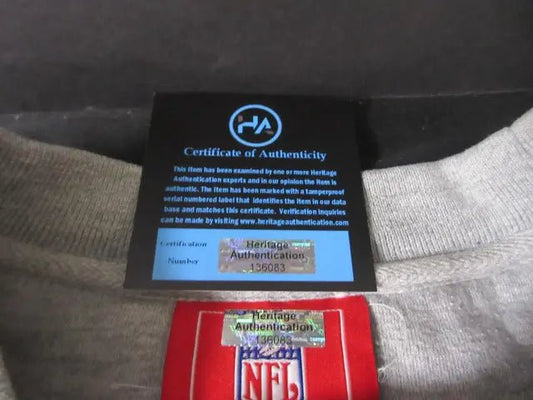 HA
Certificate of Authenticity
This item has been examined by one or more Heritage
Authentication experts and in our opinion the item is
authentic. The item has been marked with a tamperproof
serial numbered label that identifies the item in our data
base and matches this certificate. Verification inquiries
can be made by visiting www.heritageauthentication.com
Certification
Number
Heritage
Authentication
136083
Heritage
Authentication
136083
NFL